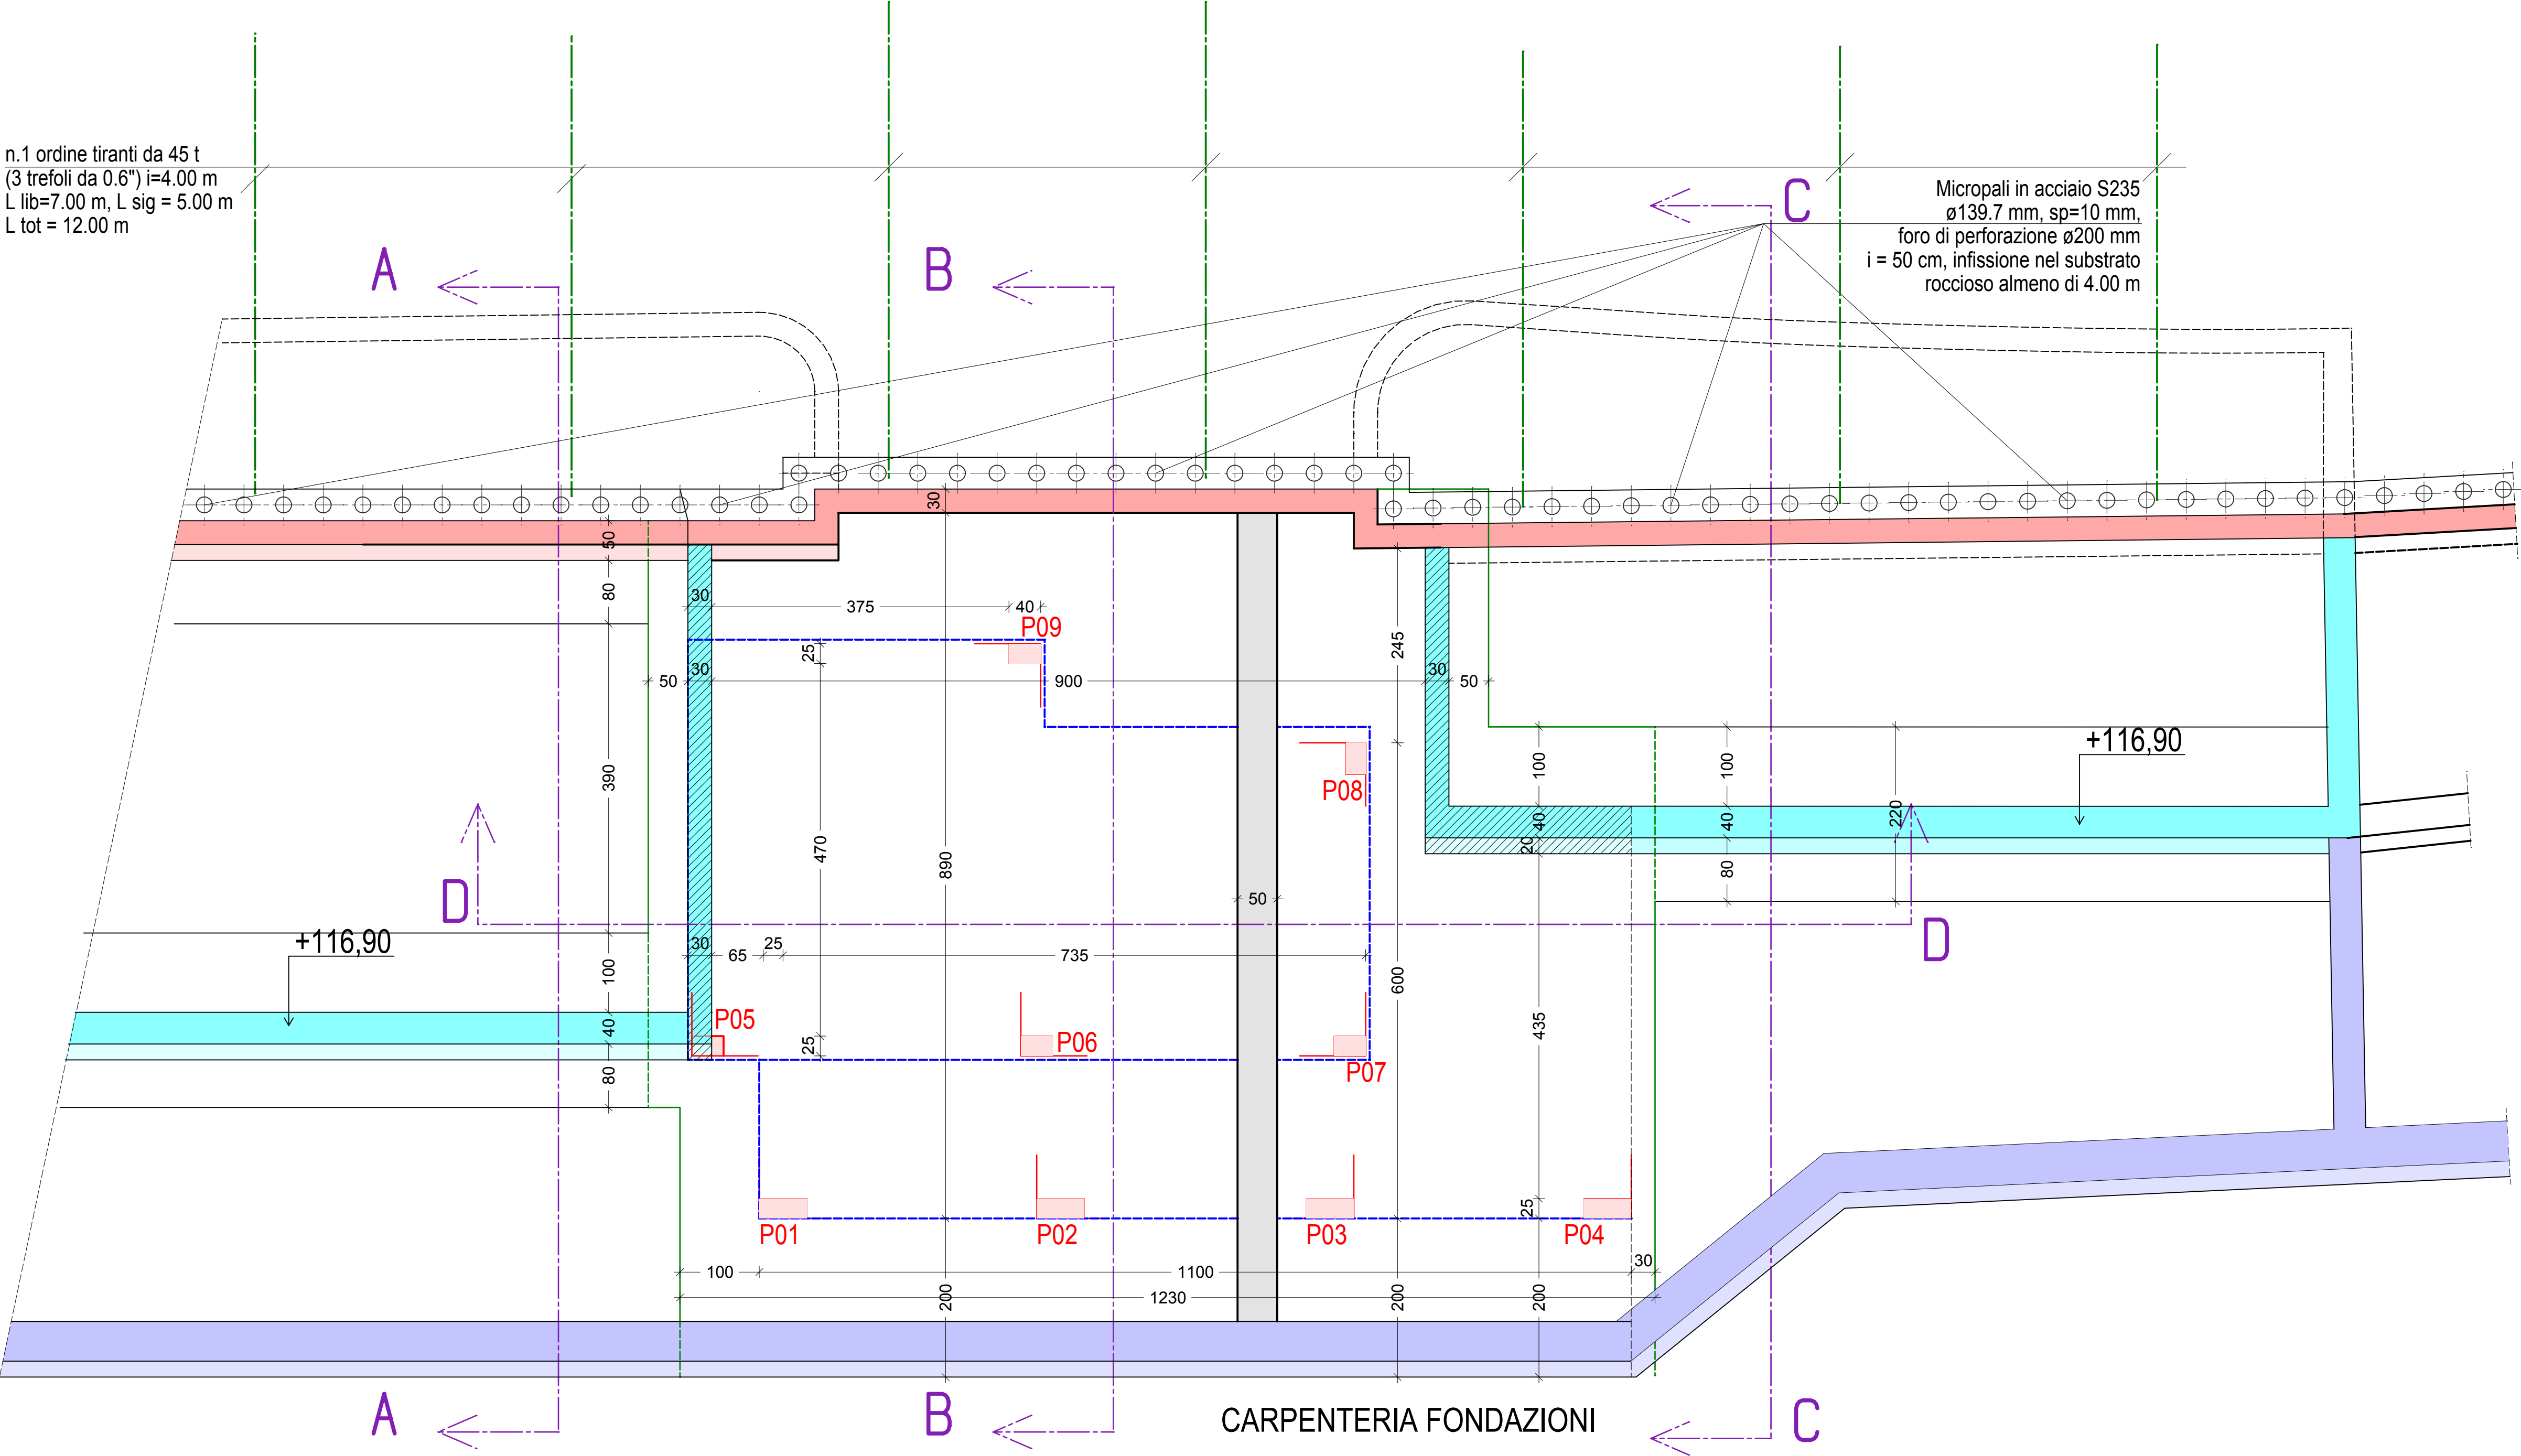 n.1 ordine tiranti da 45 t
(3 trefoli da 0.6") i=4.00 m
L lib=7.00 m, L sig = 5.00 m
L tot = 12.00 m
Micropali in acciaio S235
ø139.7 mm, sp=10 mm,
foro di perforazione ø200 mm
i = 50 cm, infissione nel substrato
roccioso almeno di 4.00 m
A
B
C
30
50
80
30
375
40
P09
25
245
30
50
900
30
50
390
100
100
220
+116,90
P08
40
40
20
80
470
890
50
D
D
+116,90
30
65
25
735
100
600
P05
40
25
P06
435
80
P07
25
P01
P02
P03
P04
100
1100
30
1230
200
200
200
A
B
C
CARPENTERIA FONDAZIONI